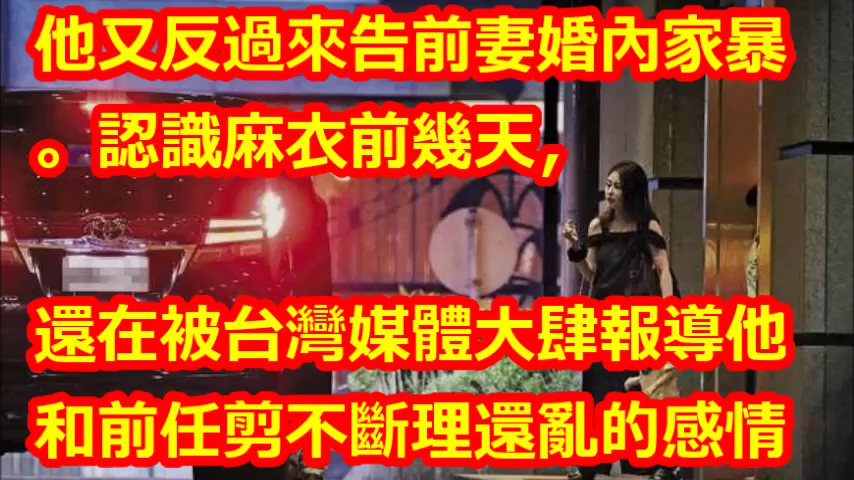 他又反過來告前妻婚內家暴
。認識麻衣前幾天，
還在被台灣媒體大肆報導他
和前任剪不斷理還亂的感情